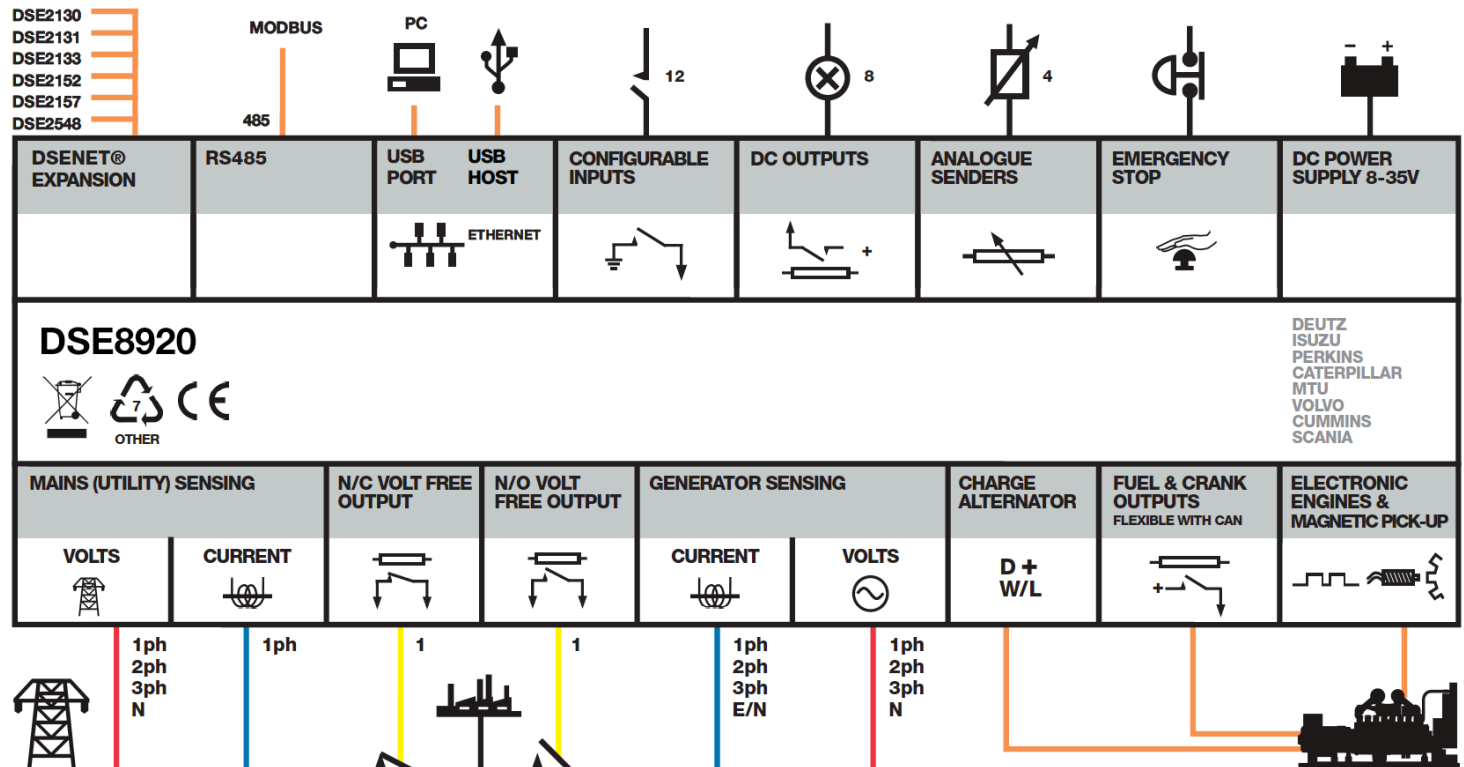 DSE2130
DSE2131
DSE2133
DSE2152
DSE2157
DSE2548
MODBUS
485
PC
12
8
4
- +
DSENET®
EXPANSION
RS485
USB
PORT
USB
HOST
ETHERNET
CONFIGURABLE
INPUTS
DC OUTPUTS
+
ANALOGUE
SENDERS
EMERGENCY
STOP
DC POWER
SUPPLY 8-35V
DSE8920
7
OTHER
CE
DEUTZ
ISUZU
PERKINS
CATERPILLAR
MTU
VOLVO
CUMMINS
SCANIA
MAINS (UTILITY) SENSING
VOLTS
CURRENT
N/C VOLT FREE
OUTPUT
N/O VOLT
FREE OUTPUT
GENERATOR SENSING
CURRENT
VOLTS
CHARGE
ALTERNATOR
D +
W/L
FUEL & CRANK
OUTPUTS
FLEXIBLE WITH CAN
+
ELECTRONIC
ENGINES &
MAGNETIC PICK-UP
1ph
2ph
3ph
N
1ph
1
1
1ph
2ph
3ph
E/N
1ph
2ph
3ph
N